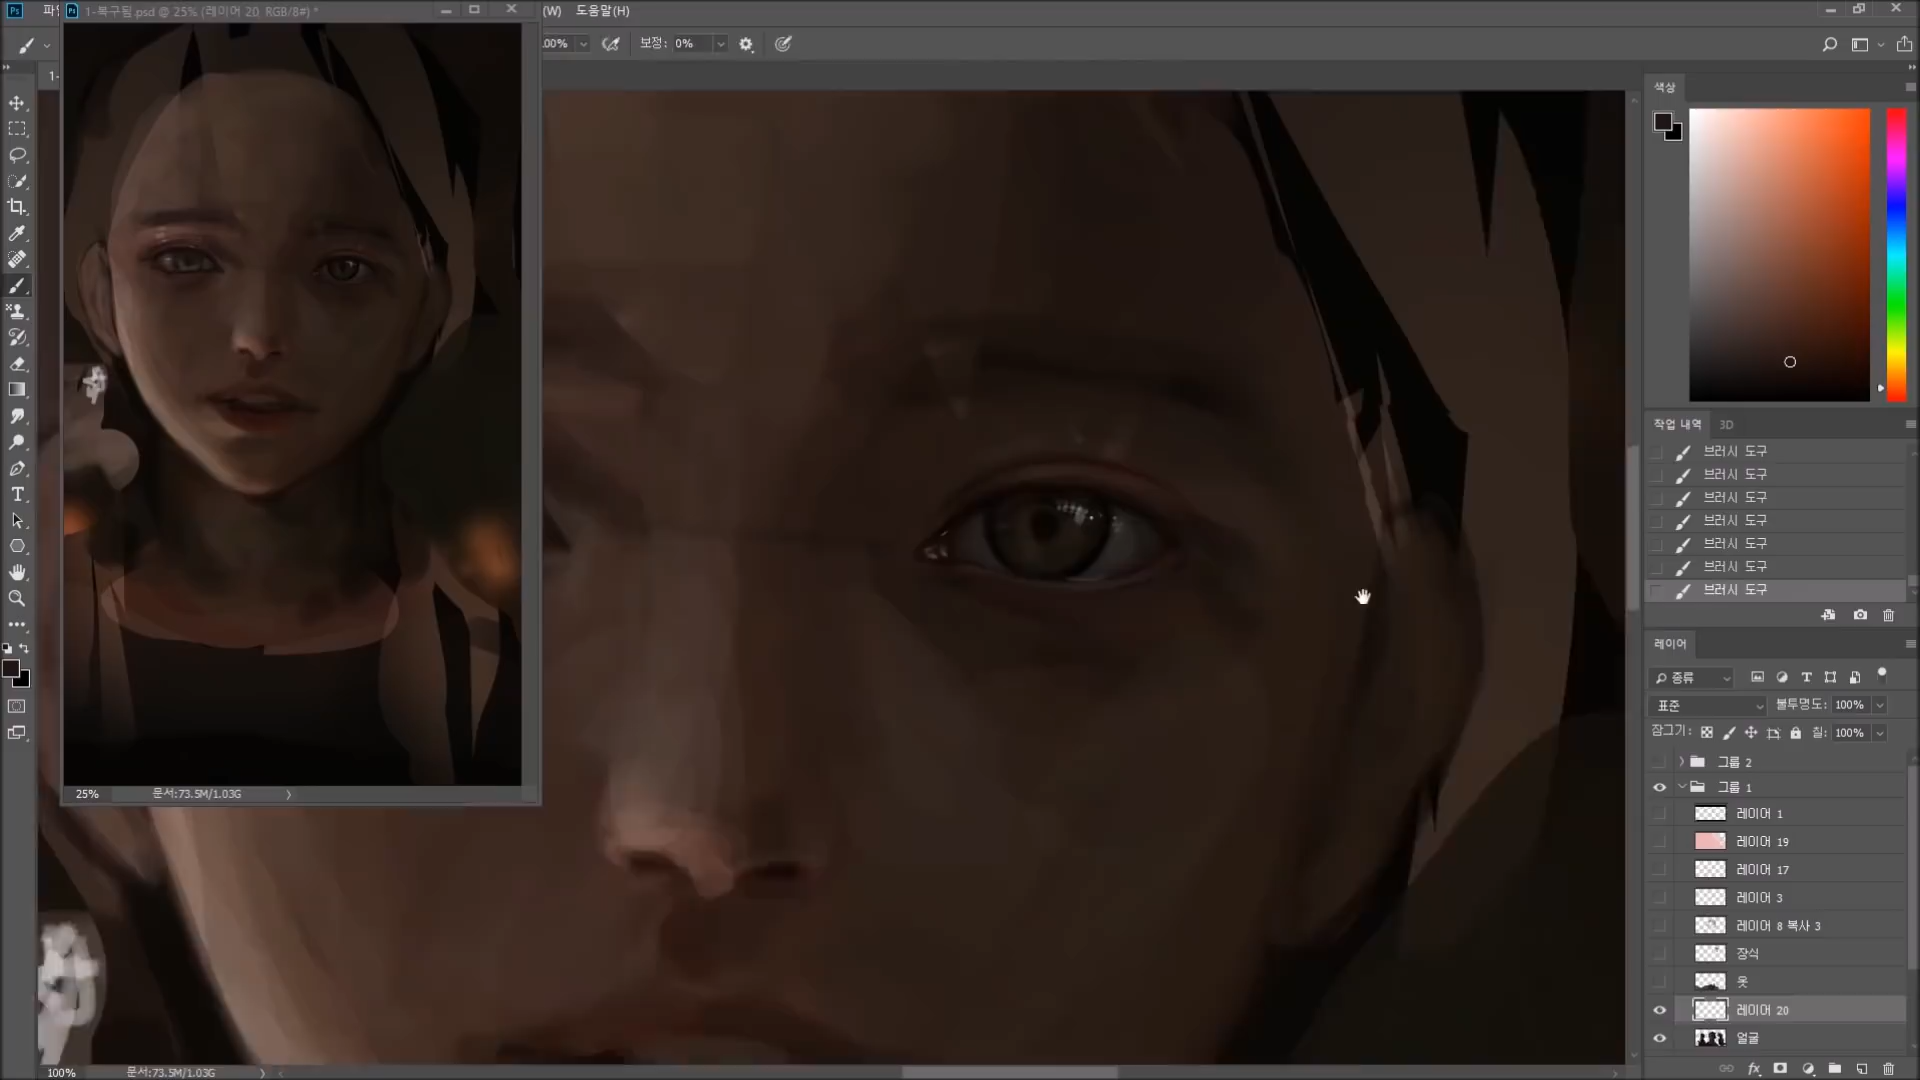 Ps
파
Ps 1-복구됨.psd @ 25% (레이어 20, RGB/8#) *
(W) 도움말(H)
00%
보정: 0%
1-
색상
작업 내역 3D
브러시 도구
브러시 도구
브러시 도구
브러시 도구
브러시 도구
브러시 도구
브러시 도구
레이어
종류
표준 불투명도: 100%
잠그기: 칠: 100%
그룹 2
그룹 1
레이어 1
레이어 19
레이어 17
레이어 3
레이어 8 복사 3
장식
옷
레이어 20
얼굴
25% 문서:73.5M/1.03G
100% 문서:73.5M/1.03G